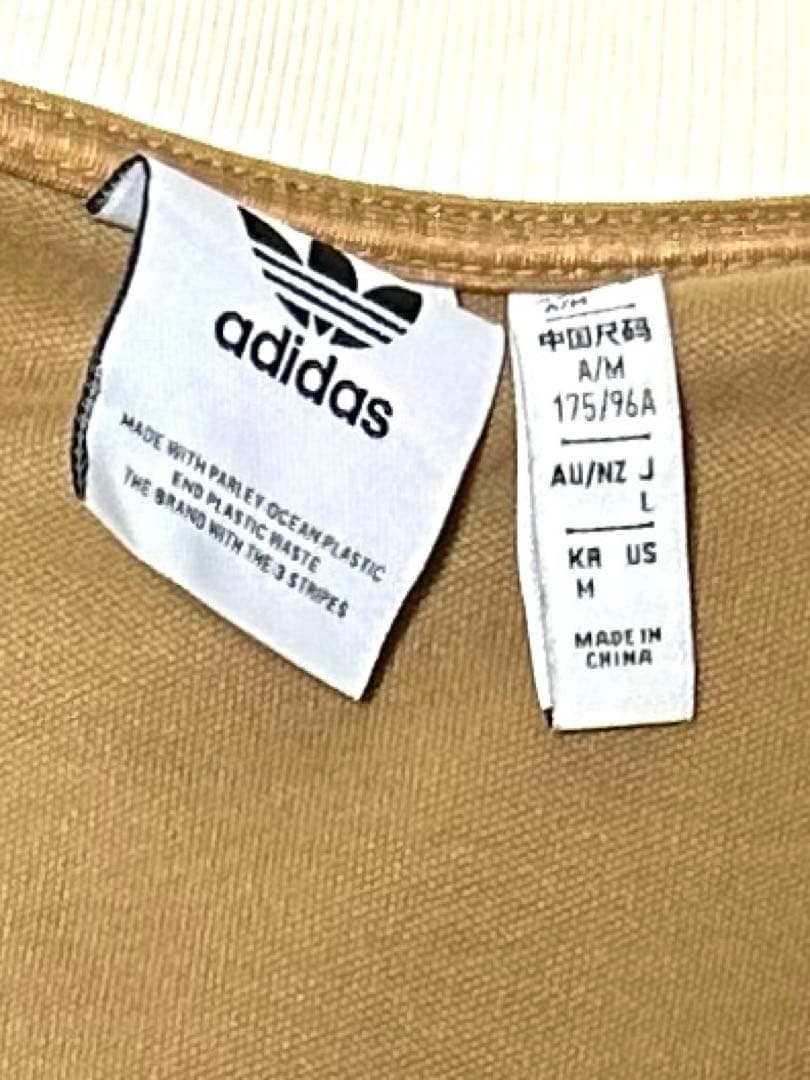 adidas
MADE WITH PARLEY OCEAN PLASTIC
END PLASTIC WASTE
THE BRAND WITH THE 3 STRIPES
A/M
中国尺码
A/M
175/96A
AU/NZ J
L
KR US
M
MADE IN
CHINA